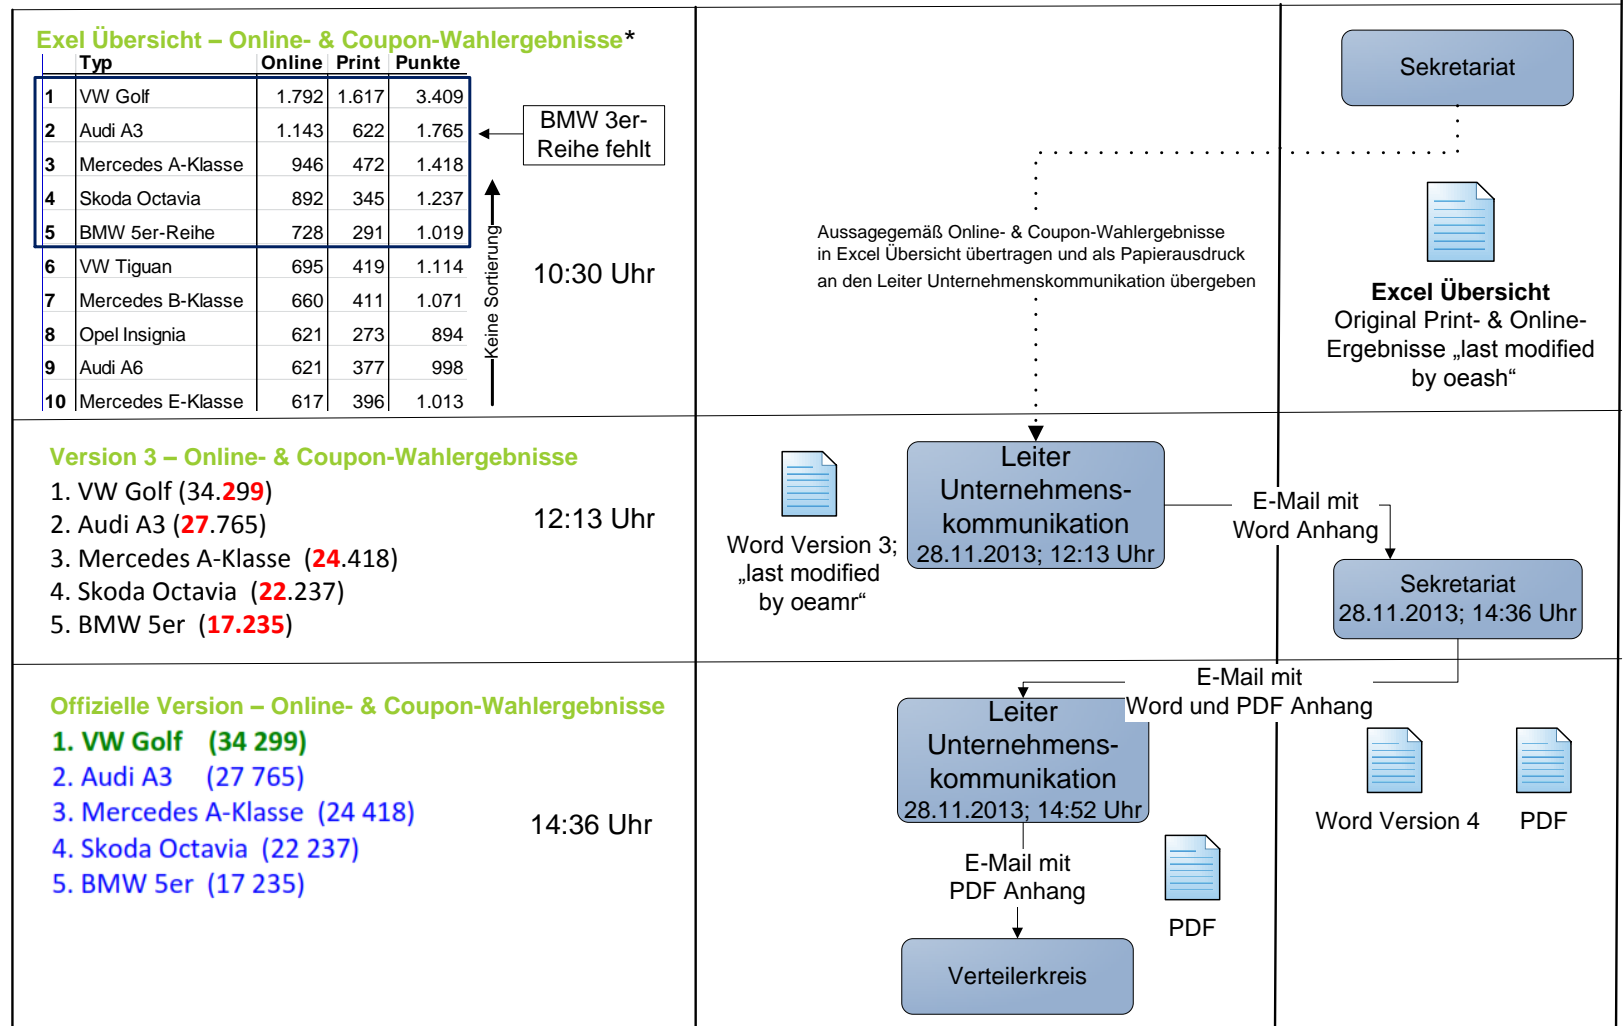 Exel Übersicht – Online- & Coupon-Wahlergebnisse*
Typ Online Print Punkte
1 VW Golf 1.792 1.617 3.409
2 Audi A3 1.143 622 1.765
3 Mercedes A-Klasse 946 472 1.418
4 Skoda Octavia 892 345 1.237
5 BMW 5er-Reihe 728 291 1.019
6 VW Tiguan 695 419 1.114
7 Mercedes B-Klasse 660 411 1.071
8 Opel Insignia 621 273 894
9 Audi A6 621 377 998
10 Mercedes E-Klasse 617 396 1.013
Keine Sortierung
BMW 3er-
Reihe fehlt
10:30 Uhr
Aussagegemäß Online- & Coupon-Wahlergebnisse
in Excel Übersicht übertragen und als Papierausdruck
an den Leiter Unternehmenskommunikation übergeben
Sekretariat
Excel Übersicht
Original Print- & Online-
Ergebnisse „last modified
by oeash“
Version 3 – Online- & Coupon-Wahlergebnisse
1. VW Golf (34.299)
2. Audi A3 (27.765)
3. Mercedes A-Klasse (24.418)
4. Skoda Octavia (22.237)
5. BMW 5er (17.235)
12:13 Uhr
Word Version 3;
„last modified
by oeamr“
Leiter
Unternehmens-
kommunikation
28.11.2013; 12:13 Uhr
E-Mail mit
Word Anhang
Sekretariat
28.11.2013; 14:36 Uhr
Offizielle Version – Online- & Coupon-Wahlergebnisse
1. VW Golf (34 299)
2. Audi A3 (27 765)
3. Mercedes A-Klasse (24 418)
4. Skoda Octavia (22 237)
5. BMW 5er (17 235)
14:36 Uhr
E-Mail mit
Word und PDF Anhang
Leiter
Unternehmens-
kommunikation
28.11.2013; 14:52 Uhr
Word Version 4
PDF
E-Mail mit
PDF Anhang
PDF
Verteilerkreis